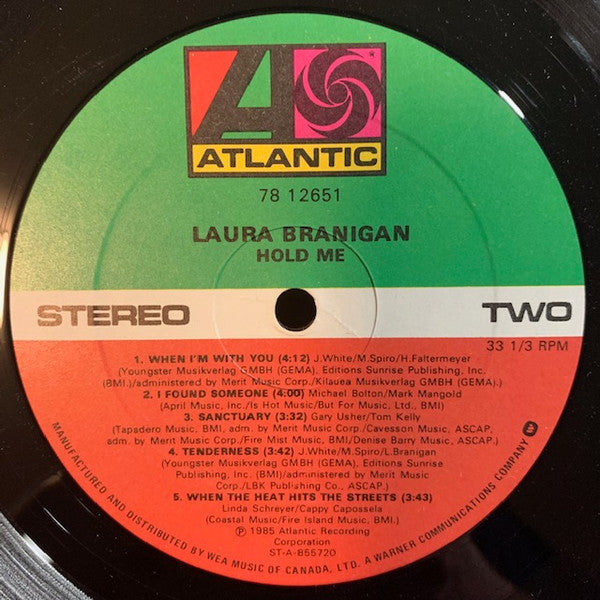 ATLANTIC
78 12651
LAURA BRANIGAN
HOLD ME
STEREO
TWO
33 1/3 RPM
1. WHEN I'M WITH YOU (4:12) J.White/M.Spiro/H.Faltermeyer
(Youngster Musikverlag GMBH (GEMA), Editions Sunrise Publishing, Inc.
(BMI.)/administered by Merit Music Corp./Kilauea Musikverlag GMBH (GEMA).)
2. I FOUND SOMEONE (4:00) Michael Bolton/Mark Mangold
(April Music, Inc./Is Hot Music/But For Music, Ltd., BMI)
3. SANCTUARY (3:32) Gary Usher/Tom Kelly
(Tapadero Music, BMI, adm. by Merit Music Corp./Cavesson Music, ASCAP,
adm. by Merit Music Corp./Fire Mist Music, BMI/Denise Barry Music, ASCAP.)
4. TENDERNESS (3:42) J.White/M.Spiro/L.Branigan
(Youngster Musikverlag GMBH (GEMA), Editions Sunrise
Publishing, Inc. (BMI)/administered by Merit Music
Corp./LBK Publishing Co., ASCAP.)
5. WHEN THE HEAT HITS THE STREETS (3:43)
Linda Schreyer/Cappy Capossela
(Coastal Music/Fire Island Music, BMI.)
℗ 1985 Atlantic Recording
Corporation
ST-A-855720
MANUFACTURED AND DISTRIBUTED BY WEA MUSIC OF CANADA, LTD. A WARNER COMMUNICATIONS COMPANY